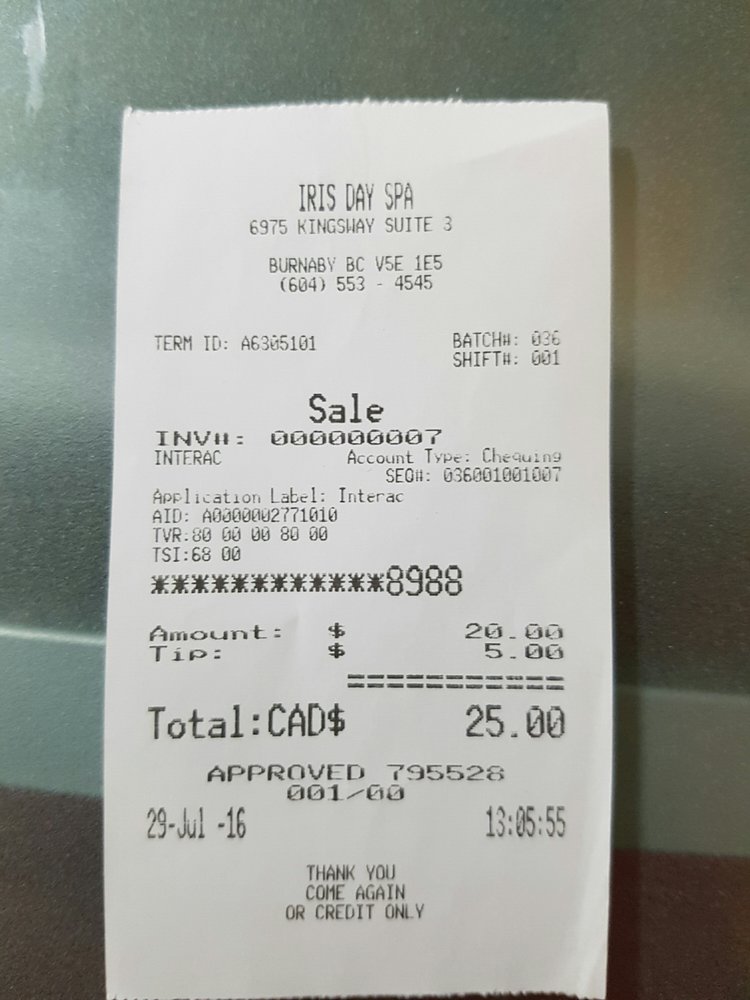 IRIS DAY SPA
6975 KINGSWAY SUITE 3
BURNABY BC V5E 1E5
(604) 553 - 4545
TERM ID: A6305101 BATCH#: 036
SHIFT#: 001
Sale
INV#: 000000007
INTERAC Account Type: Chequing
SEQ#: 036001001007
Application Label: Interac
AID: A0000002771010
TVR:80 00 00 80 00
TSI:68 00
************8988
Amount: $ 20.00
Tip: $ 5.00
===========
Total:CAD$ 25.00
APPROVED 795528
001/00
29-Jul -16 13:05:55
THANK YOU
COME AGAIN
OR CREDIT ONLY